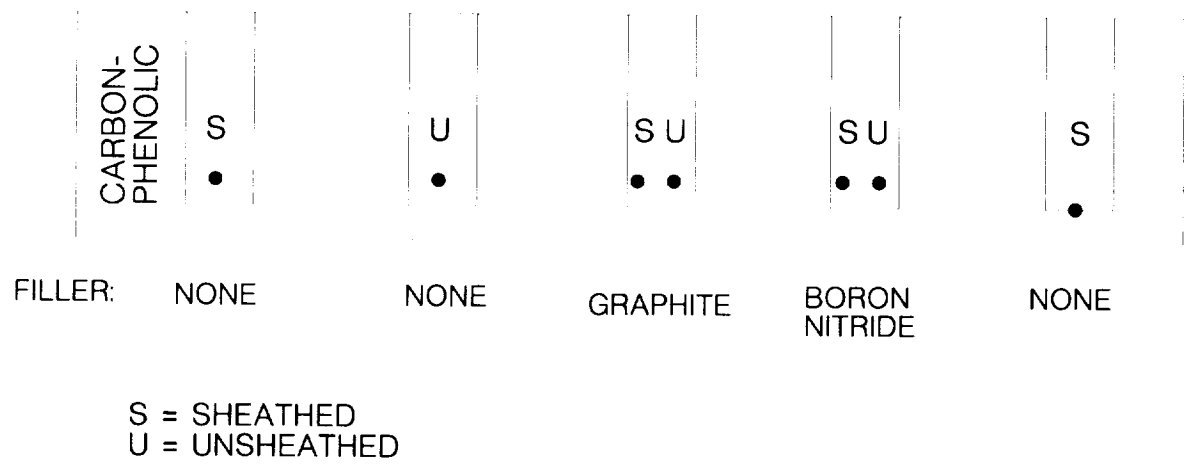 CARBON-
PHENOLIC
S
U
S U
S U
S
FILLER:
NONE
NONE
GRAPHITE
BORON
NITRIDE
NONE
S = SHEATHED
U = UNSHEATHED